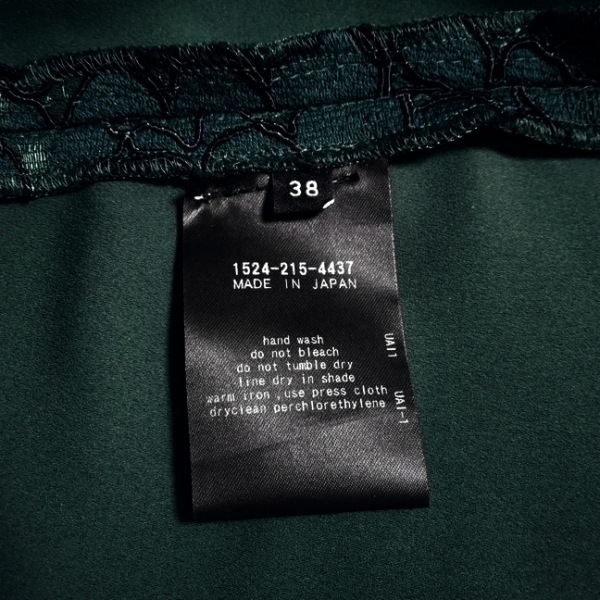 38
1524-215-4437
MADE IN JAPAN
hand wash
do not bleach
do not tumble dry
line dry in shade
warm iron ,use press cloth
dryclean perchlorethylene
UAI1
UAI-1